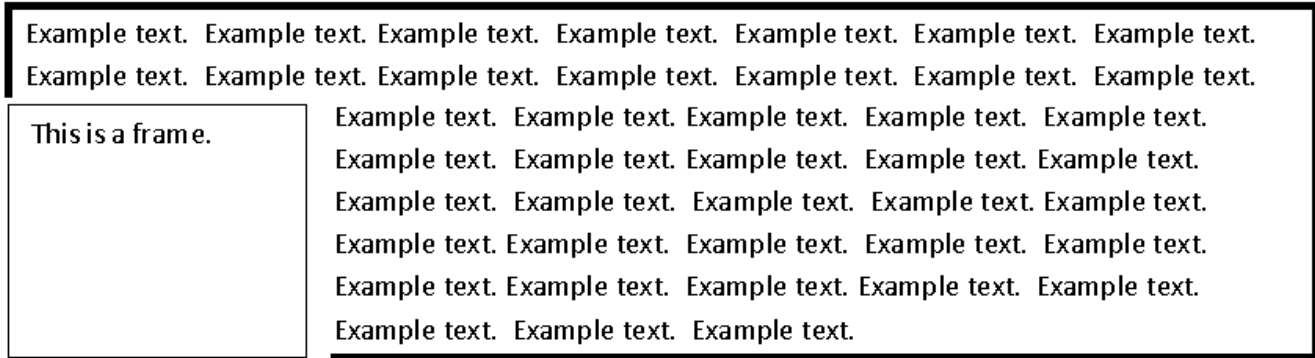 Example text.  Example text. Example text.  Example text.  Example text.  Example text.  Example text.
Example text.  Example text. Example text.  Example text.  Example text.  Example text.  Example text.
This is a frame.
Example text.  Example text. Example text.  Example text.  Example text.
Example text.  Example text. Example text.  Example text. Example text.
Example text.  Example text.  Example text.  Example text. Example text.
Example text. Example text.  Example text.  Example text.  Example text.
Example text. Example text.  Example text. Example text.  Example text.
Example text.  Example text.  Example text.